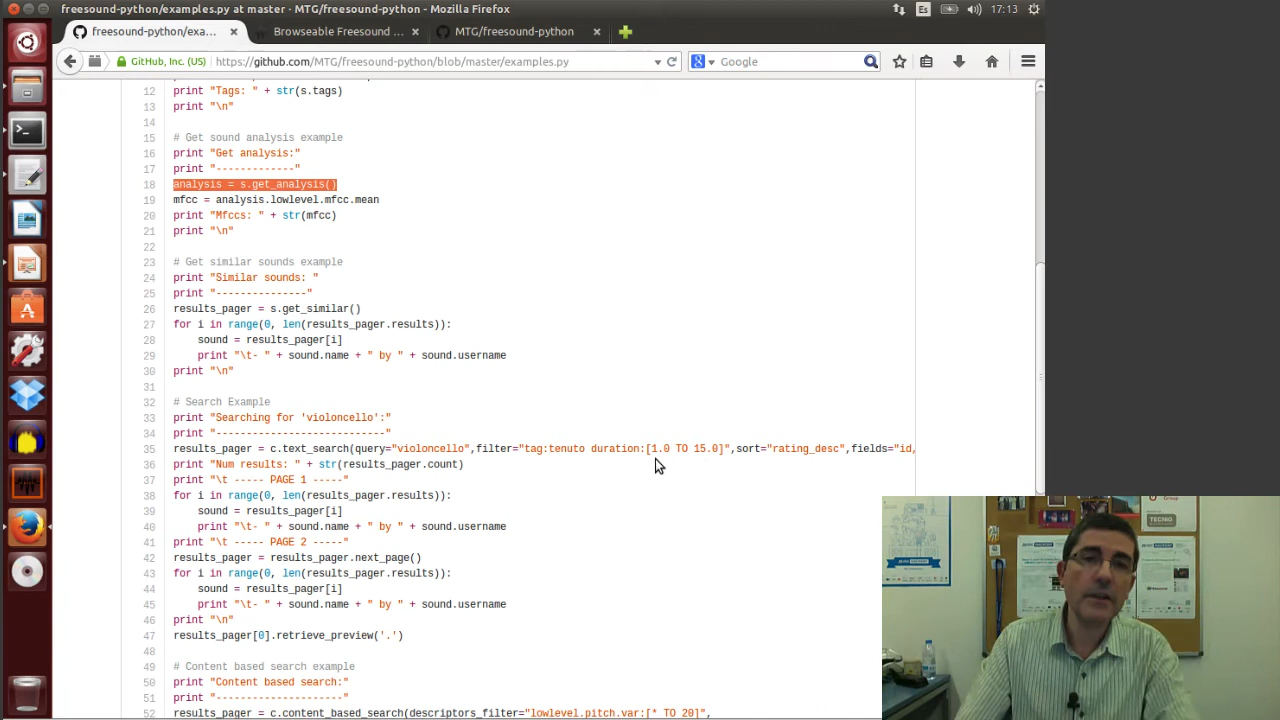 freesound-python/examples.py at master · MTG/freesound-python - Mozilla Firefox
Es
17:13
freesound-python/exa...
Browseable Freesound ...
MTG/freesound-python
GitHub, Inc. (US)
https://github.com/MTG/freesound-python/blob/master/examples.py
Google
12 print "Tags: " + str(s.tags)
13 print "\n"
14
15 # Get sound analysis example
16 print "Get analysis:"
17 print "-------------"
18 analysis = s.get_analysis()
19 mfcc = analysis.lowlevel.mfcc.mean
20 print "Mfccs: " + str(mfcc)
21 print "\n"
22
23 # Get similar sounds example
24 print "Similar sounds: "
25 print "---------------"
26 results_pager = s.get_similar()
27 for i in range(0, len(results_pager.results)):
28 sound = results_pager[i]
29 print "\t- " + sound.name + " by " + sound.username
30 print "\n"
31
32 # Search Example
33 print "Searching for 'violoncello':"
34 print "----------------------------"
35 results_pager = c.text_search(query="violoncello",filter="tag:tenuto duration:[1.0 TO 15.0]",sort="rating_desc",fields="id,
36 print "Num results: " + str(results_pager.count)
37 print "\t ----- PAGE 1 -----"
38 for i in range(0, len(results_pager.results)):
39 sound = results_pager[i]
40 print "\t- " + sound.name + " by " + sound.username
41 print "\t ----- PAGE 2 -----"
42 results_pager = results_pager.next_page()
43 for i in range(0, len(results_pager.results)):
44 sound = results_pager[i]
45 print "\t- " + sound.name + " by " + sound.username
46 print "\n"
47 results_pager[0].retrieve_preview('.')
48
49 # Content based search example
50 print "Content based search:"
51 print "---------------------"
52 results_pager = c.content_based_search(descriptors_filter="lowlevel.pitch.var:[* TO 20]",
Group
TECNIO